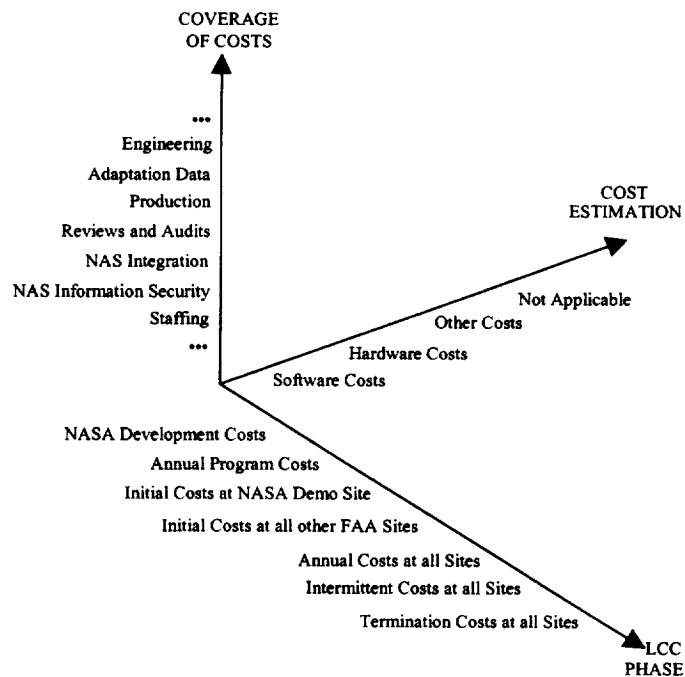 COVERAGE
OF COSTS
...
Engineering
Adaptation Data
Production
Reviews and Audits
NAS Integration
NAS Information Security
Staffing
...
COST
ESTIMATION
Not Applicable
Other Costs
Hardware Costs
Software Costs
NASA Development Costs
Annual Program Costs
Initial Costs at NASA Demo Site
Initial Costs at all other FAA Sites
Annual Costs at all Sites
Intermittent Costs at all Sites
Termination Costs at all Sites
LCC
PHASE